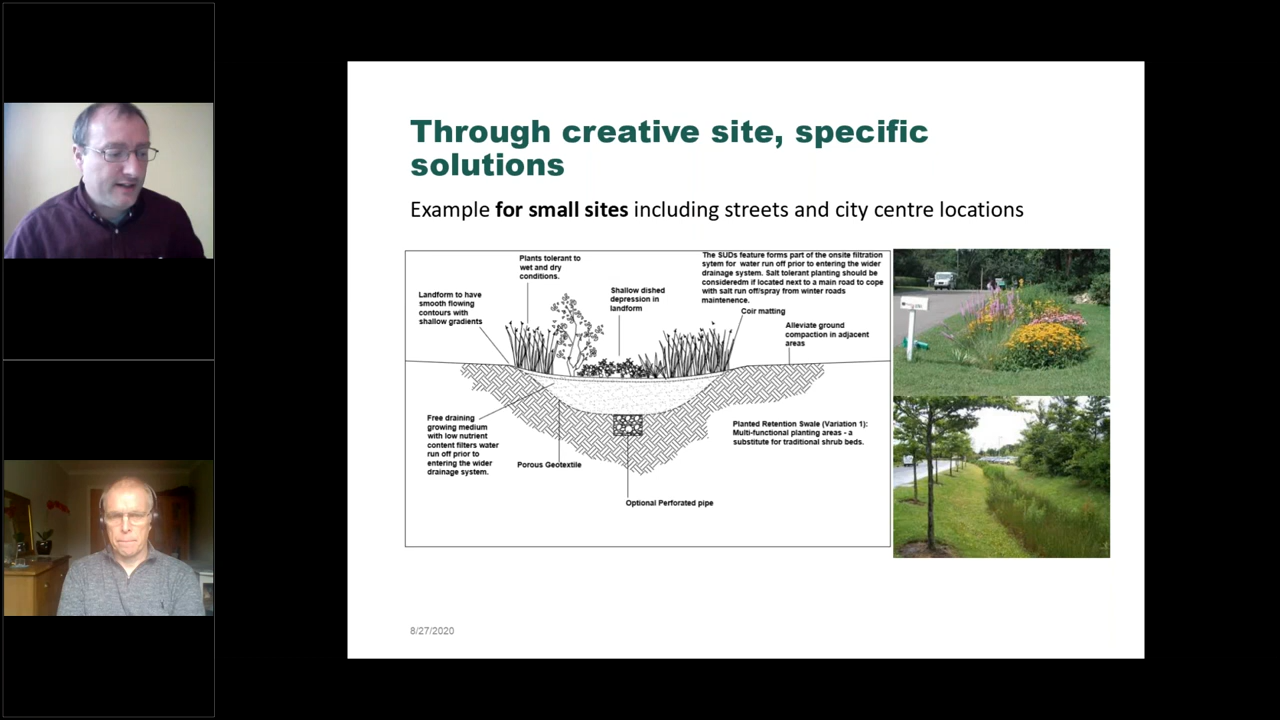 Through creative site, specific
solutions
Example for small sites including streets and city centre locations
Plants tolerant to
wet and dry
conditions.
Landform to have
smooth flowing
contours with
shallow gradients
Shallow dished
depression in
landform
The SUDs feature forms part of the onsite filtration
sytem for water run off prior to entering the wider
drainage system. Salt tolerant planting should be
consideredm if located next to a main road to cope
with salt run off/spray from winter roads
maintenence.
Coir matting
Alleviate ground
compaction in adjacent
areas
Free draining
growing medium
with low nutrient
content filters water
run off prior to
entering the wider
drainage system.
Porous Geotextile
Optional Perforated pipe
Planted Retention Swale (Variation 1):
Multi-functional planting areas - a
substitute for traditional shrub beds.
8/27/2020